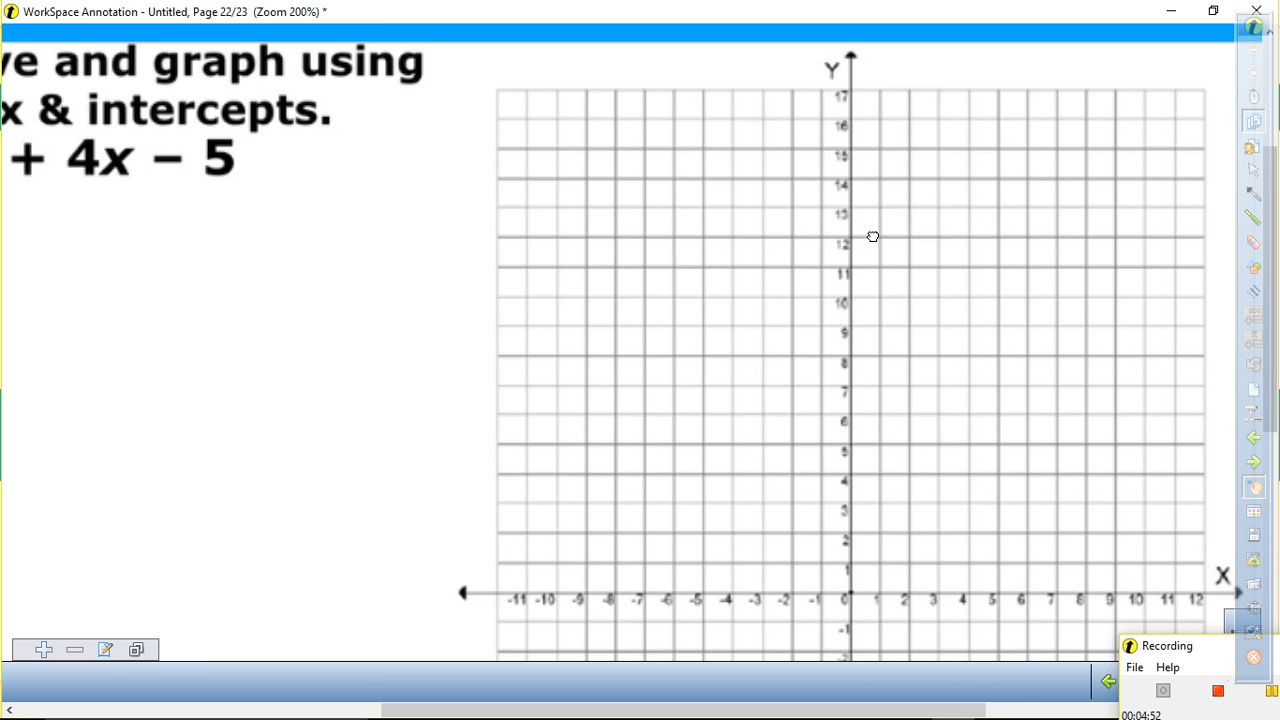 WorkSpace Annotation - Untitled, Page 22/23 (Zoom 200%) *
ve and graph using
x & intercepts.
+ 4x – 5
Y
17
16
15
14
13
12
11
10
9
8
7
6
5
4
3
2
1
X
-11 -10 -9 -8 -7 -6 -5 -4 -3 -2 -1 0 1 2 3 4 5 6 7 8 9 10 11 12
-1
-2
Recording
File Help
00:04:52